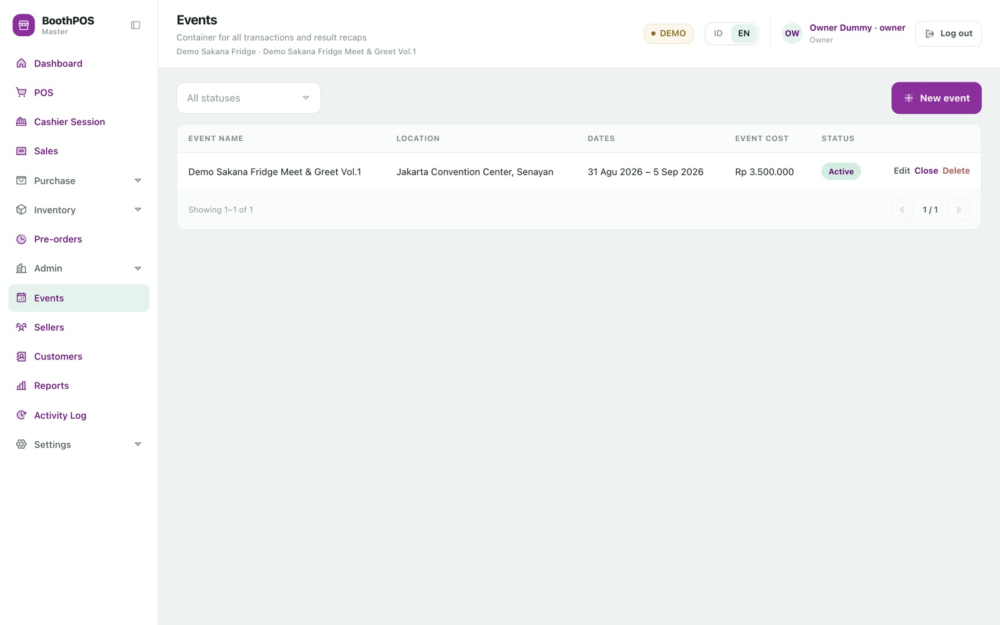 BoothPOS
Master
Dashboard
POS
Cashier Session
Sales
Purchase
Inventory
Pre-orders
Admin
Events
Sellers
Customers
Reports
Activity Log
Settings
Events
Container for all transactions and result recaps
Demo Sakana Fridge · Demo Sakana Fridge Meet & Greet Vol.1
DEMO
ID EN
OW
Owner Dummy · owner
Owner
Log out
All statuses
New event
EVENT NAME LOCATION DATES EVENT COST STATUS
Demo Sakana Fridge Meet & Greet Vol.1 Jakarta Convention Center, Senayan 31 Agu 2026 – 5 Sep 2026 Rp 3.500.000 Active Edit Close Delete
Showing 1–1 of 1
1 / 1